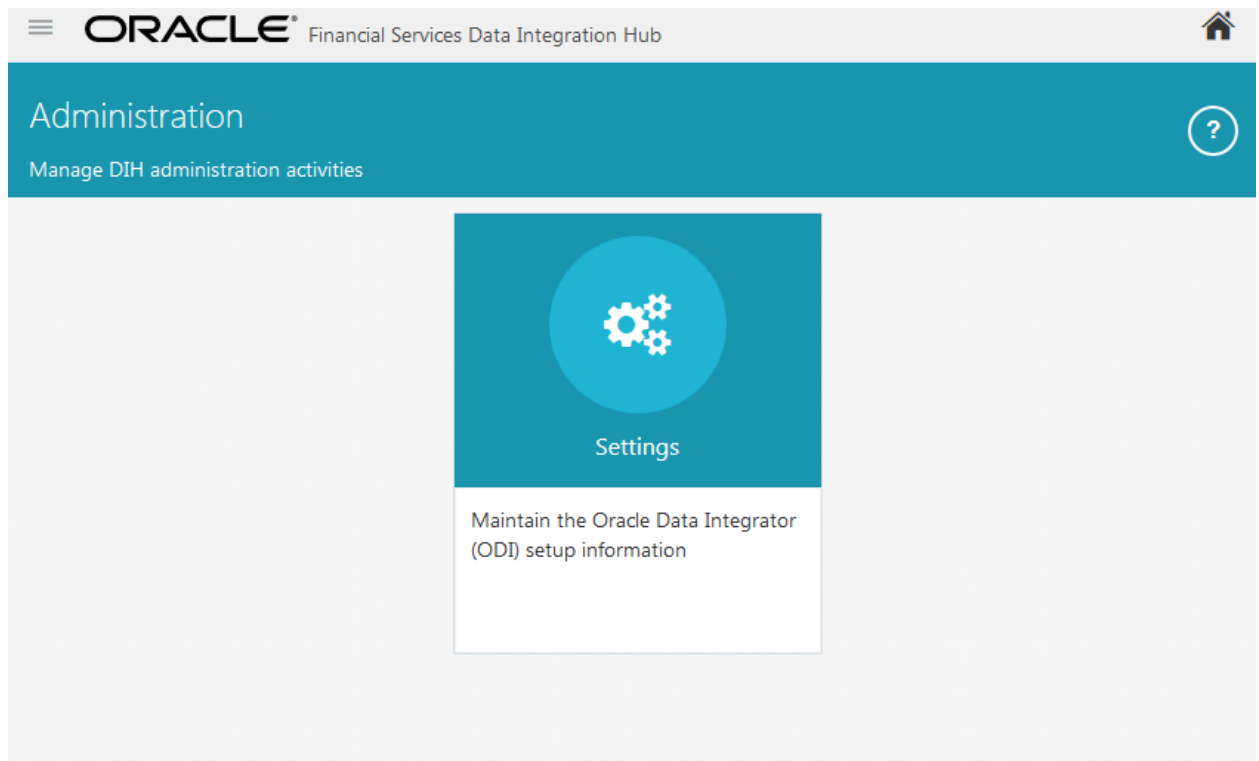 ORACLE® Financial Services Data Integration Hub
Administration
?
Manage DIH administration activities
Settings
Maintain the Oracle Data Integrator
(ODI) setup information